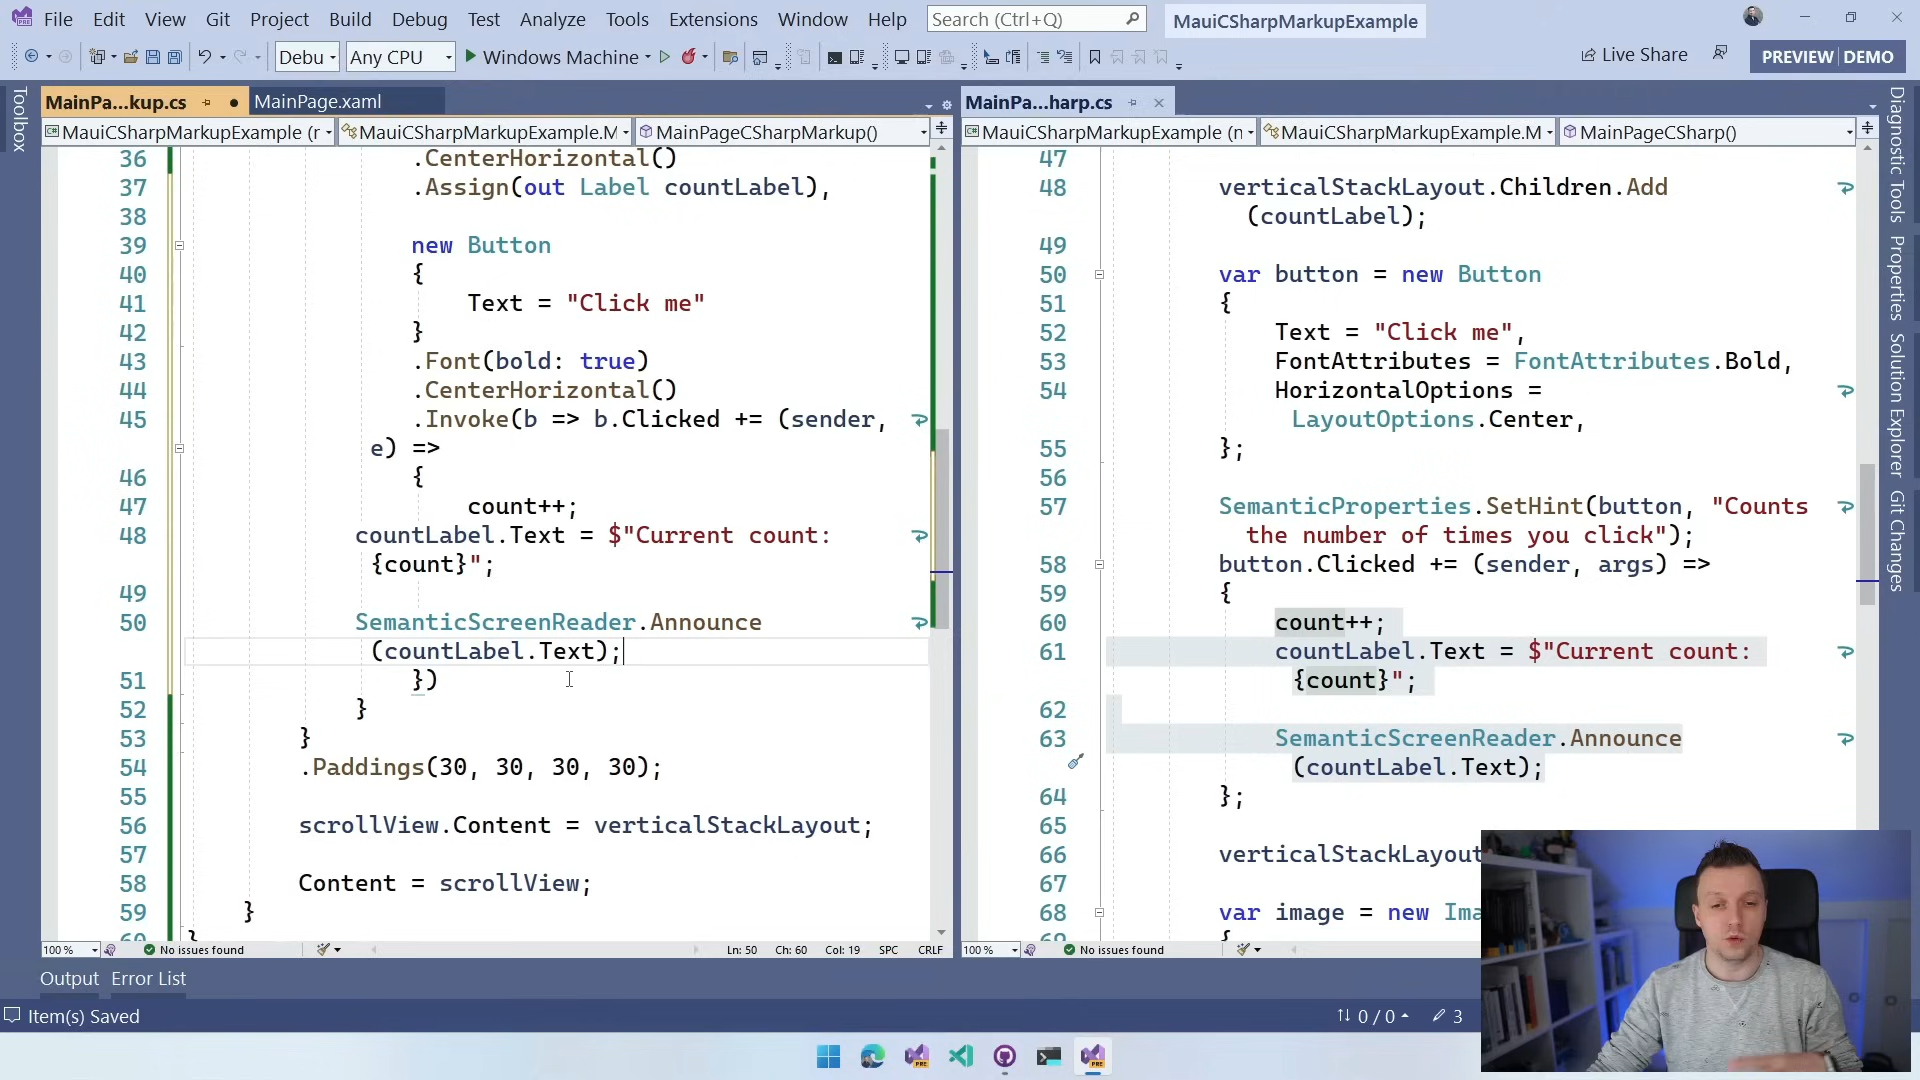 File Edit View Git Project Build Debug Test Analyze Tools Extensions Window Help Search (Ctrl+Q) MauiCSharpMarkupExample
Debu Any CPU Windows Machine Live Share PREVIEW DEMO
Toolbox
MainPa...kup.cs MainPage.xaml
MauiCSharpMarkupExample (r MauiCSharpMarkupExample.M MainPageCSharpMarkup()
36 .CenterHorizontal()
37 .Assign(out Label countLabel),
38
39 new Button
40 {
41 Text = "Click me"
42 }
43 .Font(bold: true)
44 .CenterHorizontal()
45 .Invoke(b => b.Clicked += (sender,
e) =>
46 {
47 count++;
48 countLabel.Text = $"Current count:
{count}";
49
50 SemanticScreenReader.Announce
(countLabel.Text);
51 })
52 }
53 }
54 .Paddings(30, 30, 30, 30);
55
56 scrollView.Content = verticalStackLayout;
57
58 Content = scrollView;
59 }
60 }
100 % No issues found Ln: 50 Ch: 60 Col: 19 SPC CRLF
MainPa...harp.cs
MauiCSharpMarkupExample (n MauiCSharpMarkupExample.M MainPageCSharp()
47
48 verticalStackLayout.Children.Add
(countLabel);
49
50 var button = new Button
51 {
52 Text = "Click me",
53 FontAttributes = FontAttributes.Bold,
54 HorizontalOptions =
LayoutOptions.Center,
55 };
56
57 SemanticProperties.SetHint(button, "Counts
the number of times you click");
58 button.Clicked += (sender, args) =>
59 {
60 count++;
61 countLabel.Text = $"Current count:
{count}";
62
63 SemanticScreenReader.Announce
(countLabel.Text);
64 };
65
66 verticalStackLayout
67
68 var image = new Ima
69 {
100 % No issues found
Diagnostic Tools
Properties
Solution Explorer
Git Changes
Output Error List
Item(s) Saved 0 / 0 3